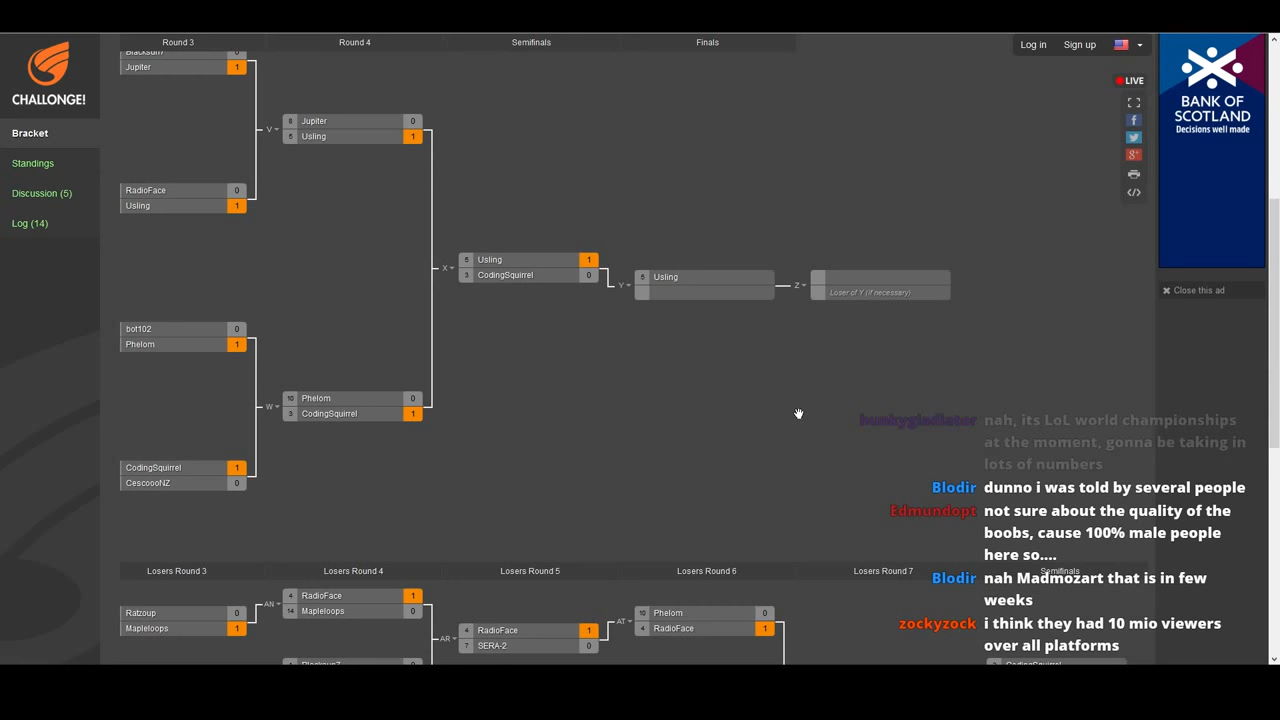 Round 3
Round 4
Semifinals
Finals
Log in
Sign up
LIVE
CHALLONGE!
Bracket
Standings
Discussion (5)
Log (14)
Jupiter 1
V
8 Jupiter 0
5 Usling 1
RadioFace 0
Usling 1
X
5 Usling 1
3 CodingSquirrel 0
Y
5 Usling
Z
Loser of Y (if necessary)
bot102 0
Phelom 1
W
10 Phelom 0
3 CodingSquirrel 1
CodingSquirrel 1
CescoooNZ 0
BANK OF
SCOTLAND
Decisions well made
Close this ad
huskygladiator nah, its LoL world championships
at the moment, gonna be taking in
lots of numbers
Blodir dunno i was told by several people
Edmundopt not sure about the quality of the
boobs, cause 100% male people
here so....
Blodir nah Madmozart that is in few
weeks
zockyzock i think they had 10 mio viewers
over all platforms
Losers Round 3
Losers Round 4
Losers Round 5
Losers Round 6
Losers Round 7
Semifinals
Ratzoup 0
Mapleloops 1
AN
4 RadioFace 1
14 Mapleloops 0
AR
4 RadioFace 1
7 SERA-2 0
AT
10 Phelom 0
4 RadioFace 1
CodingSquirrel